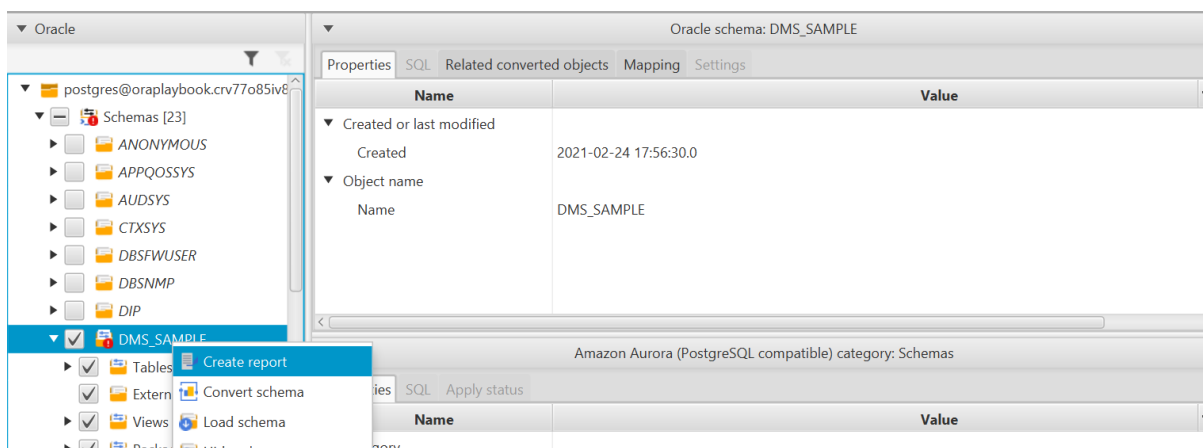 Oracle
postgres@oraplaybook.crv77o85iv8
Schemas [23]
ANONYMOUS
APPQOSSYS
AUDSYS
CTXSYS
DBSFWUSER
DBSNMP
DIP
DMS_SAMPLE
Tables
Extern
Views
Create report
Convert schema
Load schema
Oracle schema: DMS_SAMPLE
Properties SQL Related converted objects Mapping Settings
Name Value
Created or last modified
Created 2021-02-24 17:56:30.0
Object name
Name DMS_SAMPLE
Amazon Aurora (PostgreSQL compatible) category: Schemas
ies SQL Apply status
Name Value